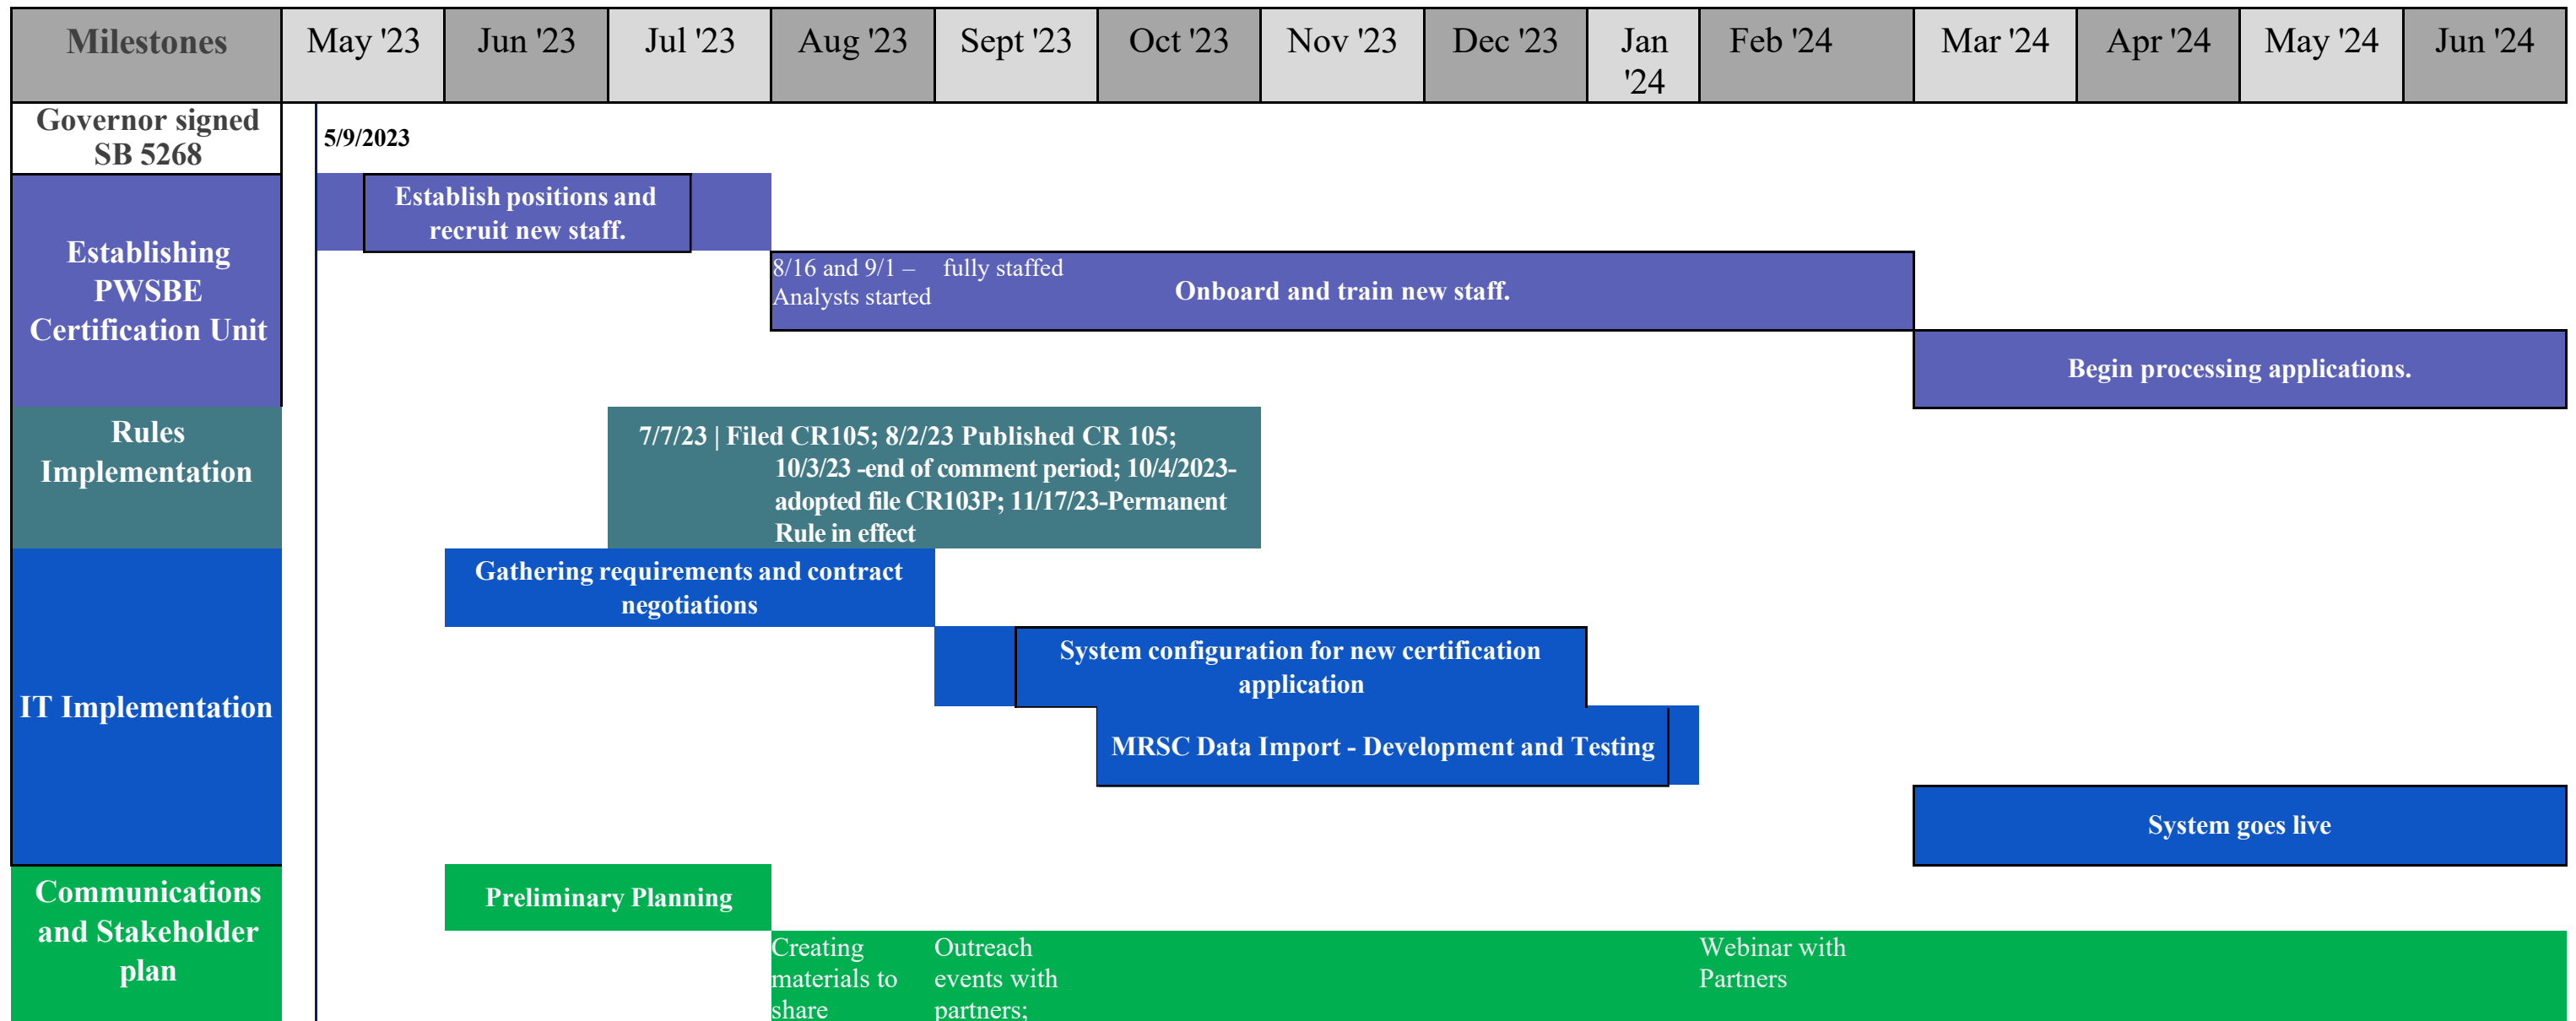 Milestones
May '23
Jun '23
Jul '23
Aug '23
Sept '23
Oct '23
Nov '23
Dec '23
Jan
'24
Feb '24
Mar '24
Apr '24
May '24
Jun '24
Governor signed
SB 5268
5/9/2023
Establishing
PWSBE
Certification Unit
Establish positions and
recruit new staff.
8/16 and 9/1 –
Analysts started
fully staffed
Onboard and train new staff.
Begin processing applications.
Rules
Implementation
7/7/23 | Filed CR105; 8/2/23 Published CR 105;
10/3/23 -end of comment period; 10/4/2023-
adopted file CR103P; 11/17/23-Permanent
Rule in effect
IT Implementation
Gathering requirements and contract
negotiations
System configuration for new certification
application
MRSC Data Import - Development and Testing
System goes live
Communications
and Stakeholder
plan
Preliminary Planning
Creating
materials to
share
Outreach
events with
partners;
Webinar with
Partners